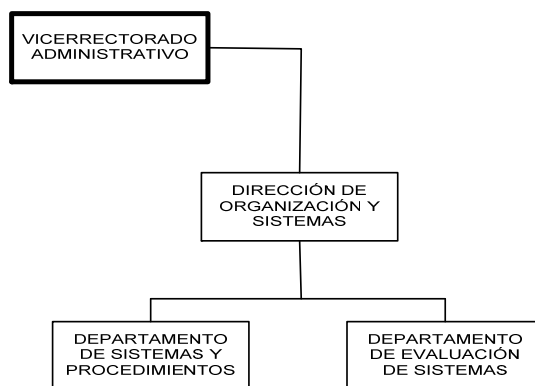 VICERRECTORADO
ADMINISTRATIVO
DIRECCIÓN DE
ORGANIZACIÓN Y
SISTEMAS
DEPARTAMENTO
DE SISTEMAS Y
PROCEDIMIENTOS
DEPARTAMENTO
DE EVALUACIÓN
DE SISTEMAS